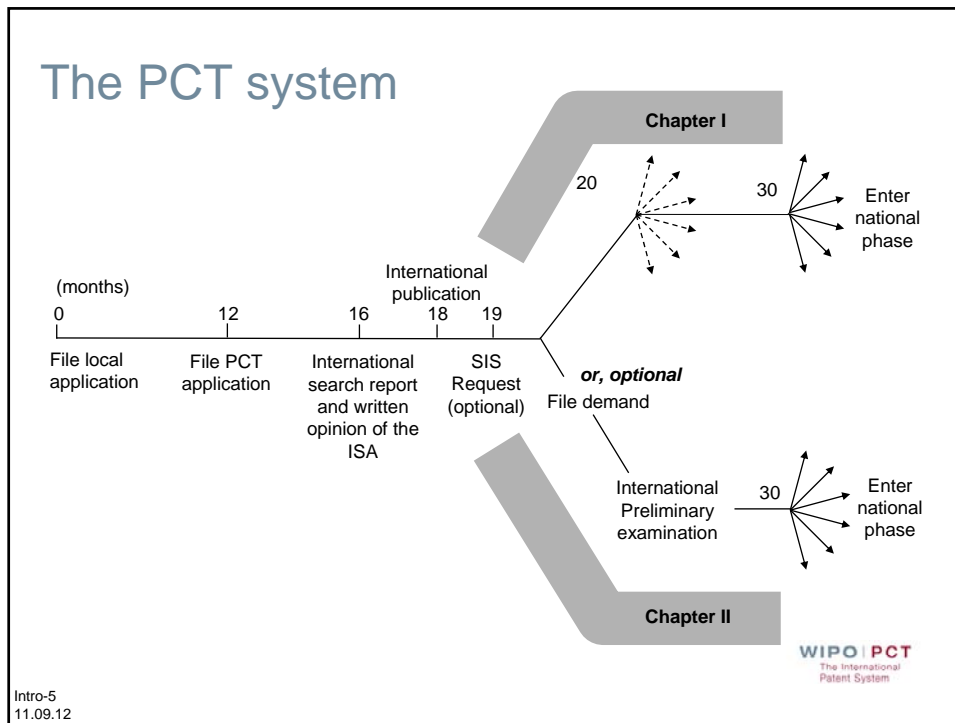 The PCT system
Chapter I
20
30
Enter
national
phase
(months)
International
publication
0
12
16
18
19
File local
application
File PCT
application
International
search report
and written
opinion of the
ISA
SIS
Request
(optional)
or, optional
File demand
International
Preliminary
examination
30
Enter
national
phase
Chapter II
WIPO|PCT
The International
Patent System
Intro-5
11.09.12